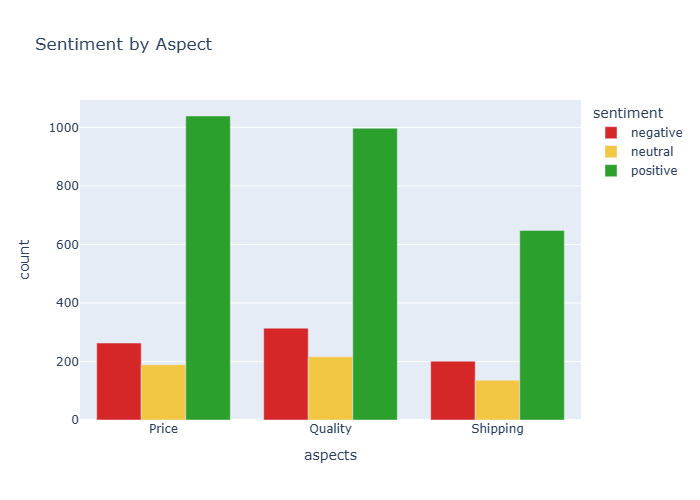 Sentiment by Aspect
sentiment
negative
neutral
positive
count
1000
800
600
400
200
0
Price
Quality
Shipping
aspects